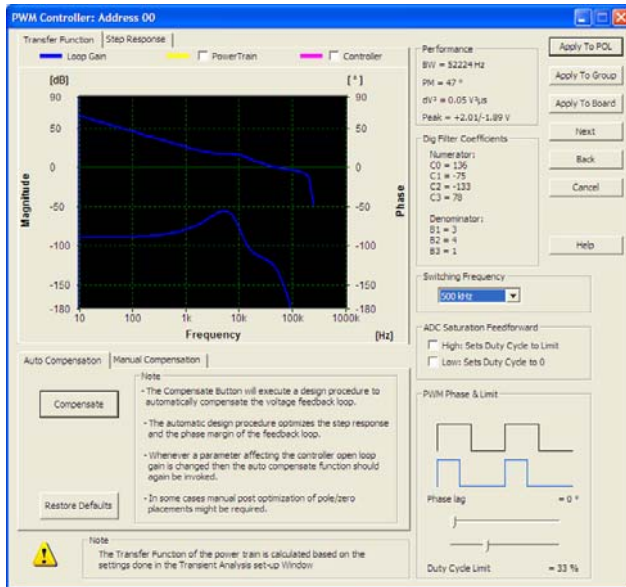 PWM Controller: Address 00
Transfer Function Step Response
Loop Gain PowerTrain Controller
[dB] [°]
90 90
50 50
0 0
-50 -50
-100 -100
-150 -150
-180 -180
Magnitude
Phase
10 100 1k 10k 100k 1000k
Frequency [Hz]
Auto Compensation Manual Compensation
Compensate
Restore Defaults
Note
- The Compensate Button will execute a design procedure to
automatically compensate the voltage feedback loop.
- The automatic design procedure optimizes the step response
and the phase margin of the feedback loop.
- Whenever a parameter affecting the controller open loop
gain is changed then the auto compensate function should
again be invoked.
- In some cases manual post optimization of pole/zero
placements might be required.
Note
The Transfer Function of the power train is calculated based on the
settings done in the Transient Analysis set-up Window
Performance
BW = 52224 Hz
PM = 47 °
dV² = 0.05 V²µs
Peak = +2.01/-1.89 V
Dig Filter Coefficients
Numerator:
C0 = 136
C1 = -75
C2 = -133
C3 = 78
Denominator:
B1 = 3
B2 = 4
B3 = 1
Switching Frequency
500 kHz
ADC Saturation Feedforward
High: Sets Duty Cycle to Limit
Low: Sets Duty Cycle to 0
PWM Phase & Limit
Phase lag = 0 °
Duty Cycle Limit = 33 %
Apply To POL
Apply To Group
Apply To Board
Next
Back
Cancel
Help